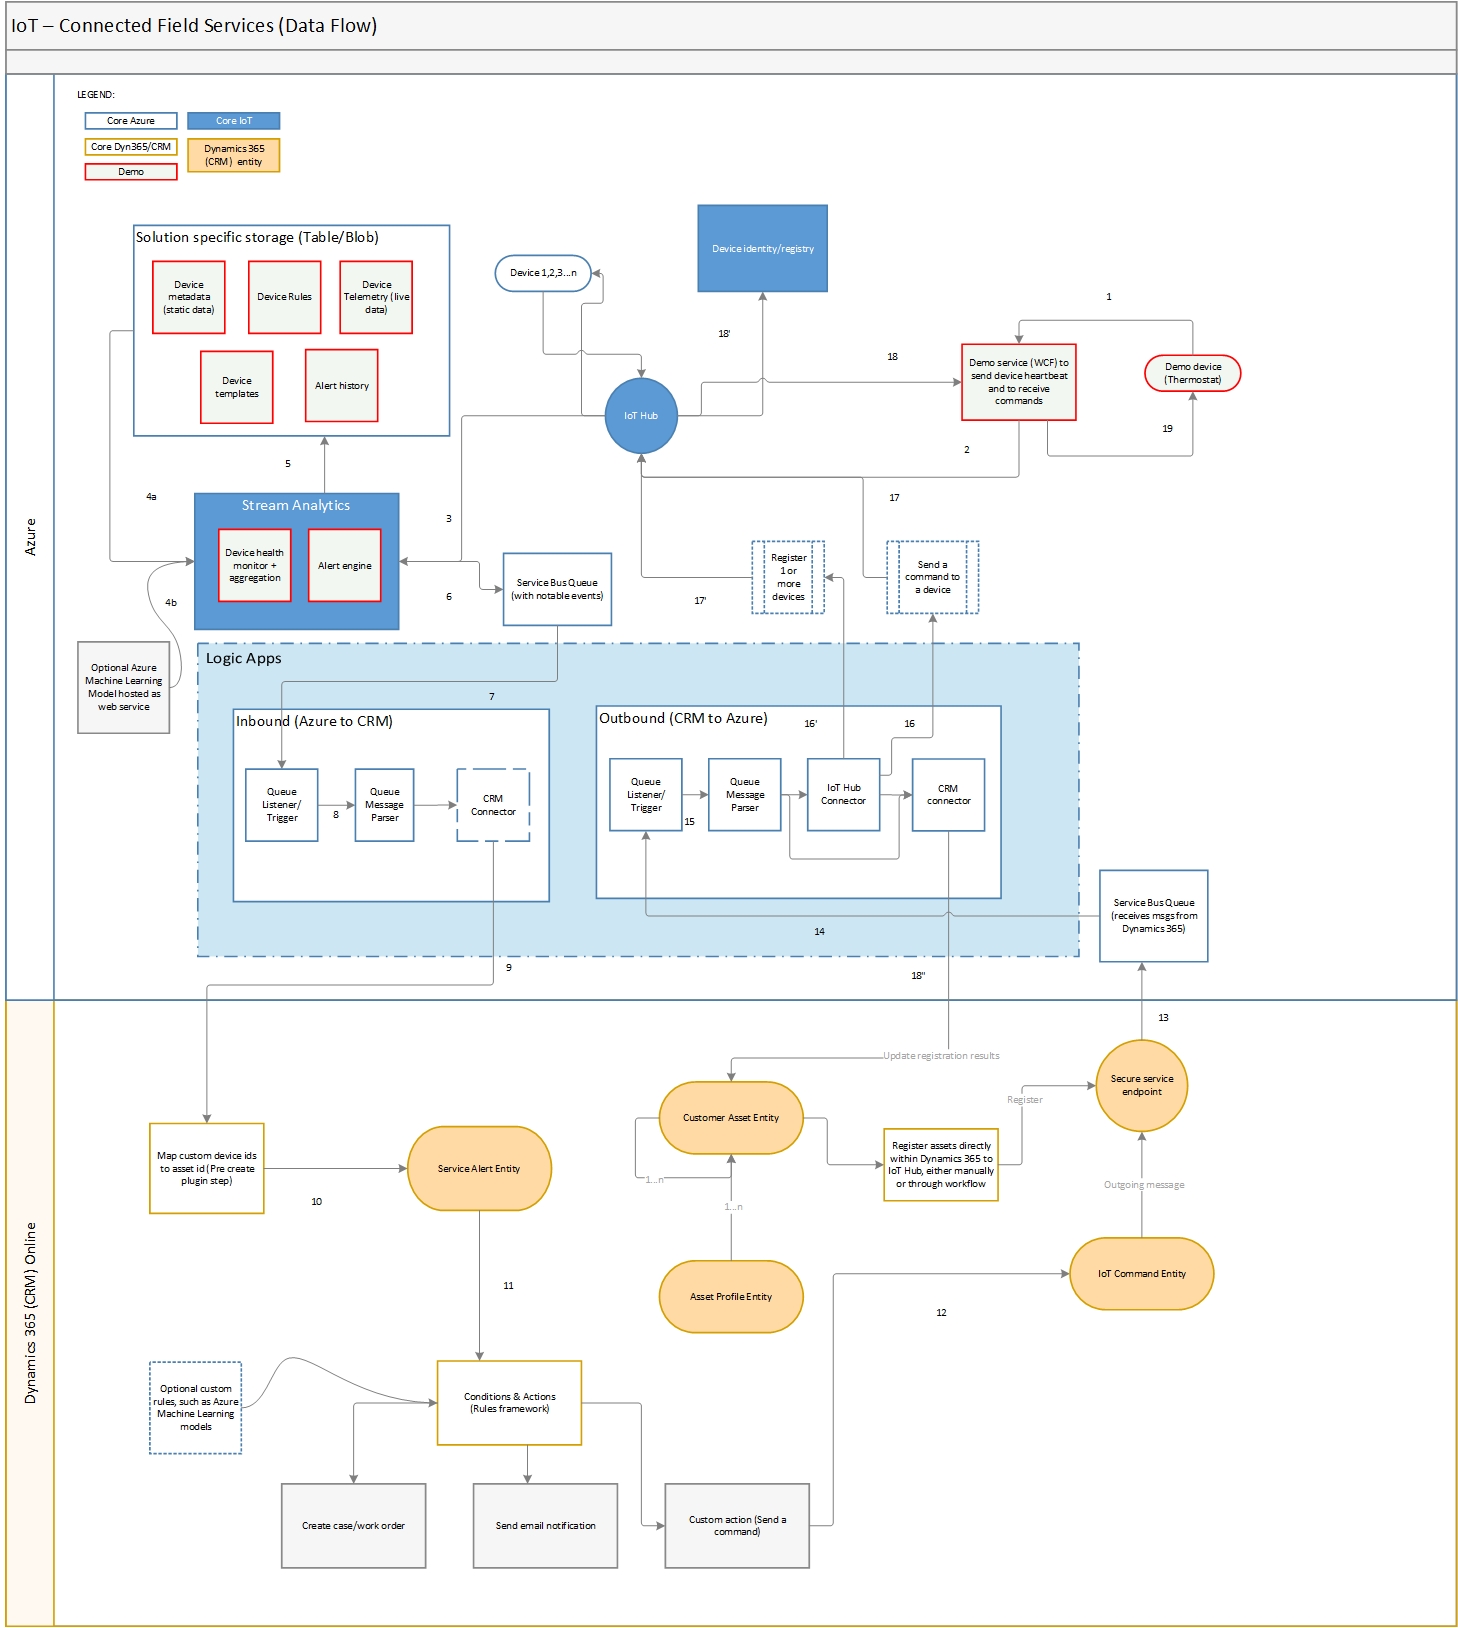 IoT – Connected Field Services (Data Flow)
LEGEND:
Core Azure
Core IoT
Core Dyn365/CRM
Dynamics 365
(CRM ) entity
Demo
Azure
Solution specific storage (Table/Blob)
Device
metadata
(static data)
Device Rules
Device
Telemetry (live
data)
Device
templates
Alert history
Device 1,2,3...n
Device identity/registry
1
18'
18
Demo service (WCF) to
send device heartbeat
and to receive
commands
Demo device
(Thermostat)
IoT Hub
19
2
5
4a
Stream Analytics
Device health
monitor +
aggregation
Alert engine
3
17
6
Service Bus Queue
(with notable events)
Register
1 or
more
devices
Send a
command to
a device
17'
4b
Optional Azure
Machine Learning
Model hosted as
web service
Logic Apps
7
Inbound (Azure to CRM)
Queue
Listener/
Trigger
8
Queue
Message
Parser
CRM
Connector
Outbound (CRM to Azure)
16'
16
Queue
Listener/
Trigger
15
Queue
Message
Parser
IoT Hub
Connector
CRM
connector
Service Bus Queue
(receives msgs from
Dynamics 365)
14
9
18"
13
Dynamics 365 (CRM) Online
Update registration results
Secure service
endpoint
Register
Customer Asset Entity
Map custom device ids
to asset id (Pre create
plugin step)
Service Alert Entity
Register assets directly
within Dynamics 365 to
IoT Hub, either manually
or through workflow
1...n
1...n
Outgoing message
10
11
Asset Profile Entity
IoT Command Entity
12
Optional custom
rules, such as Azure
Machine Learning
models
Conditions & Actions
(Rules framework)
Create case/work order
Send email notification
Custom action (Send a
command)